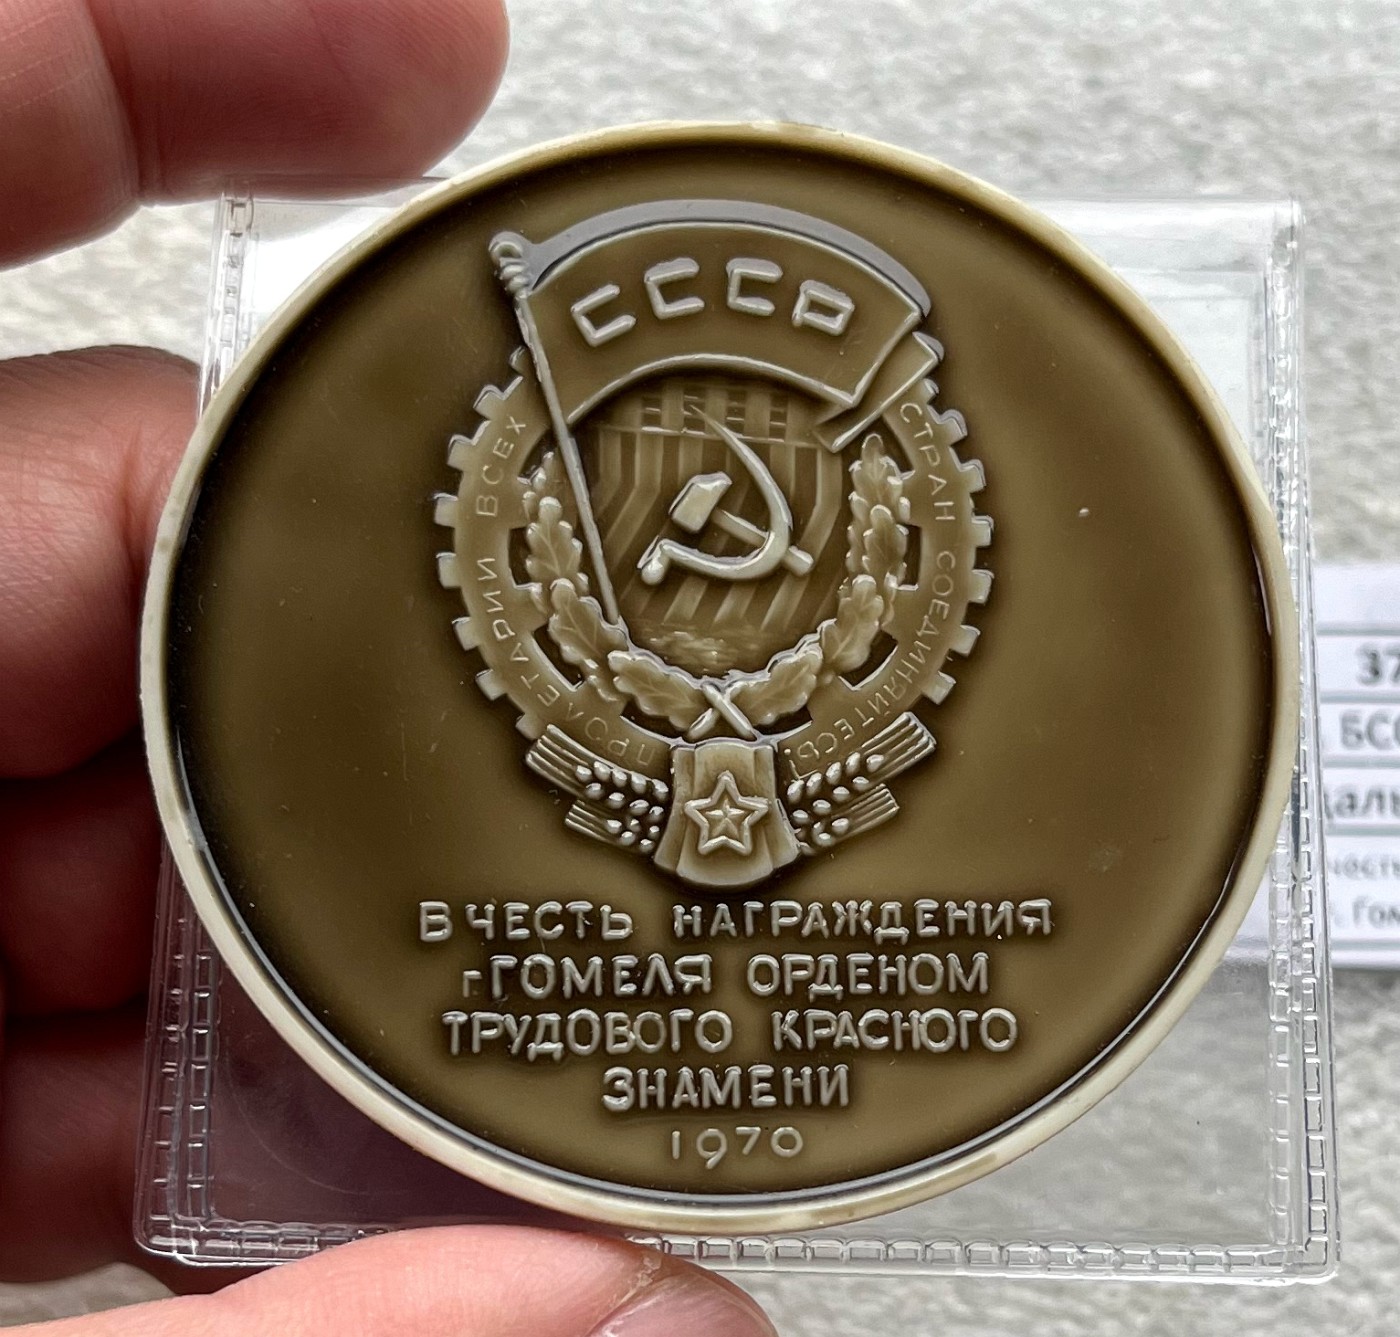 СССР
ПРОЛЕТАРИИ ВСЕХ СТРАН СОЕДИНЯЙТЕСЬ!
В ЧЕСТЬ НАГРАЖДЕНИЯ
г ГОМЕЛЯ ОРДЕНОМ
ТРУДОВОГО КРАСНОГО
ЗНАМЕНИ
1970